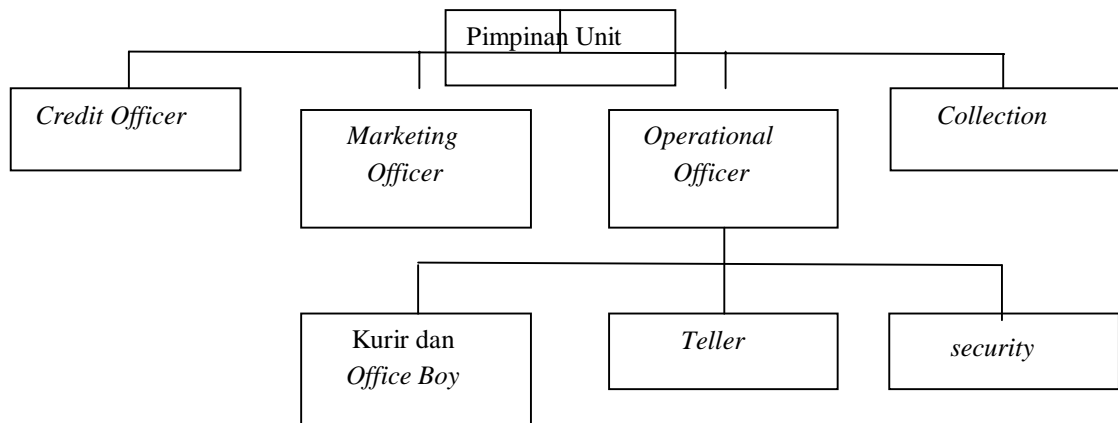 Pimpinan Unit
Credit Officer
Marketing
Officer
Operational
Officer
Collection
Kurir dan
Office Boy
Teller
security